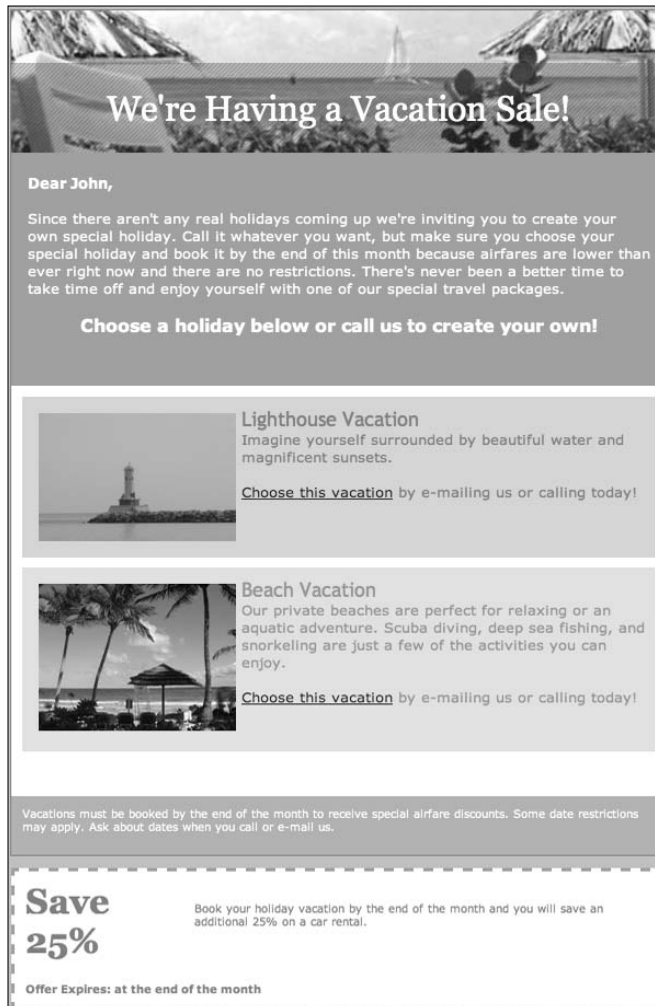 We're Having a Vacation Sale!
Dear John,
Since there aren't any real holidays coming up we're inviting you to create your
own special holiday. Call it whatever you want, but make sure you choose your
special holiday and book it by the end of this month because airfares are lower than
ever right now and there are no restrictions. There's never been a better time to
take time off and enjoy yourself with one of our special travel packages.
Choose a holiday below or call us to create your own!
Lighthouse Vacation
Imagine yourself surrounded by beautiful water and
magnificent sunsets.
Choose this vacation by e-mailing us or calling today!
Beach Vacation
Our private beaches are perfect for relaxing or an
aquatic adventure. Scuba diving, deep sea fishing, and
snorkeling are just a few of the activities you can
enjoy.
Choose this vacation by e-mailing us or calling today!
Vacations must be booked by the end of the month to receive special airfare discounts. Some date restrictions
may apply. Ask about dates when you call or e-mail us.
Save
25%
Book your holiday vacation by the end of the month and you will save an
additional 25% on a car rental.
Offer Expires: at the end of the month